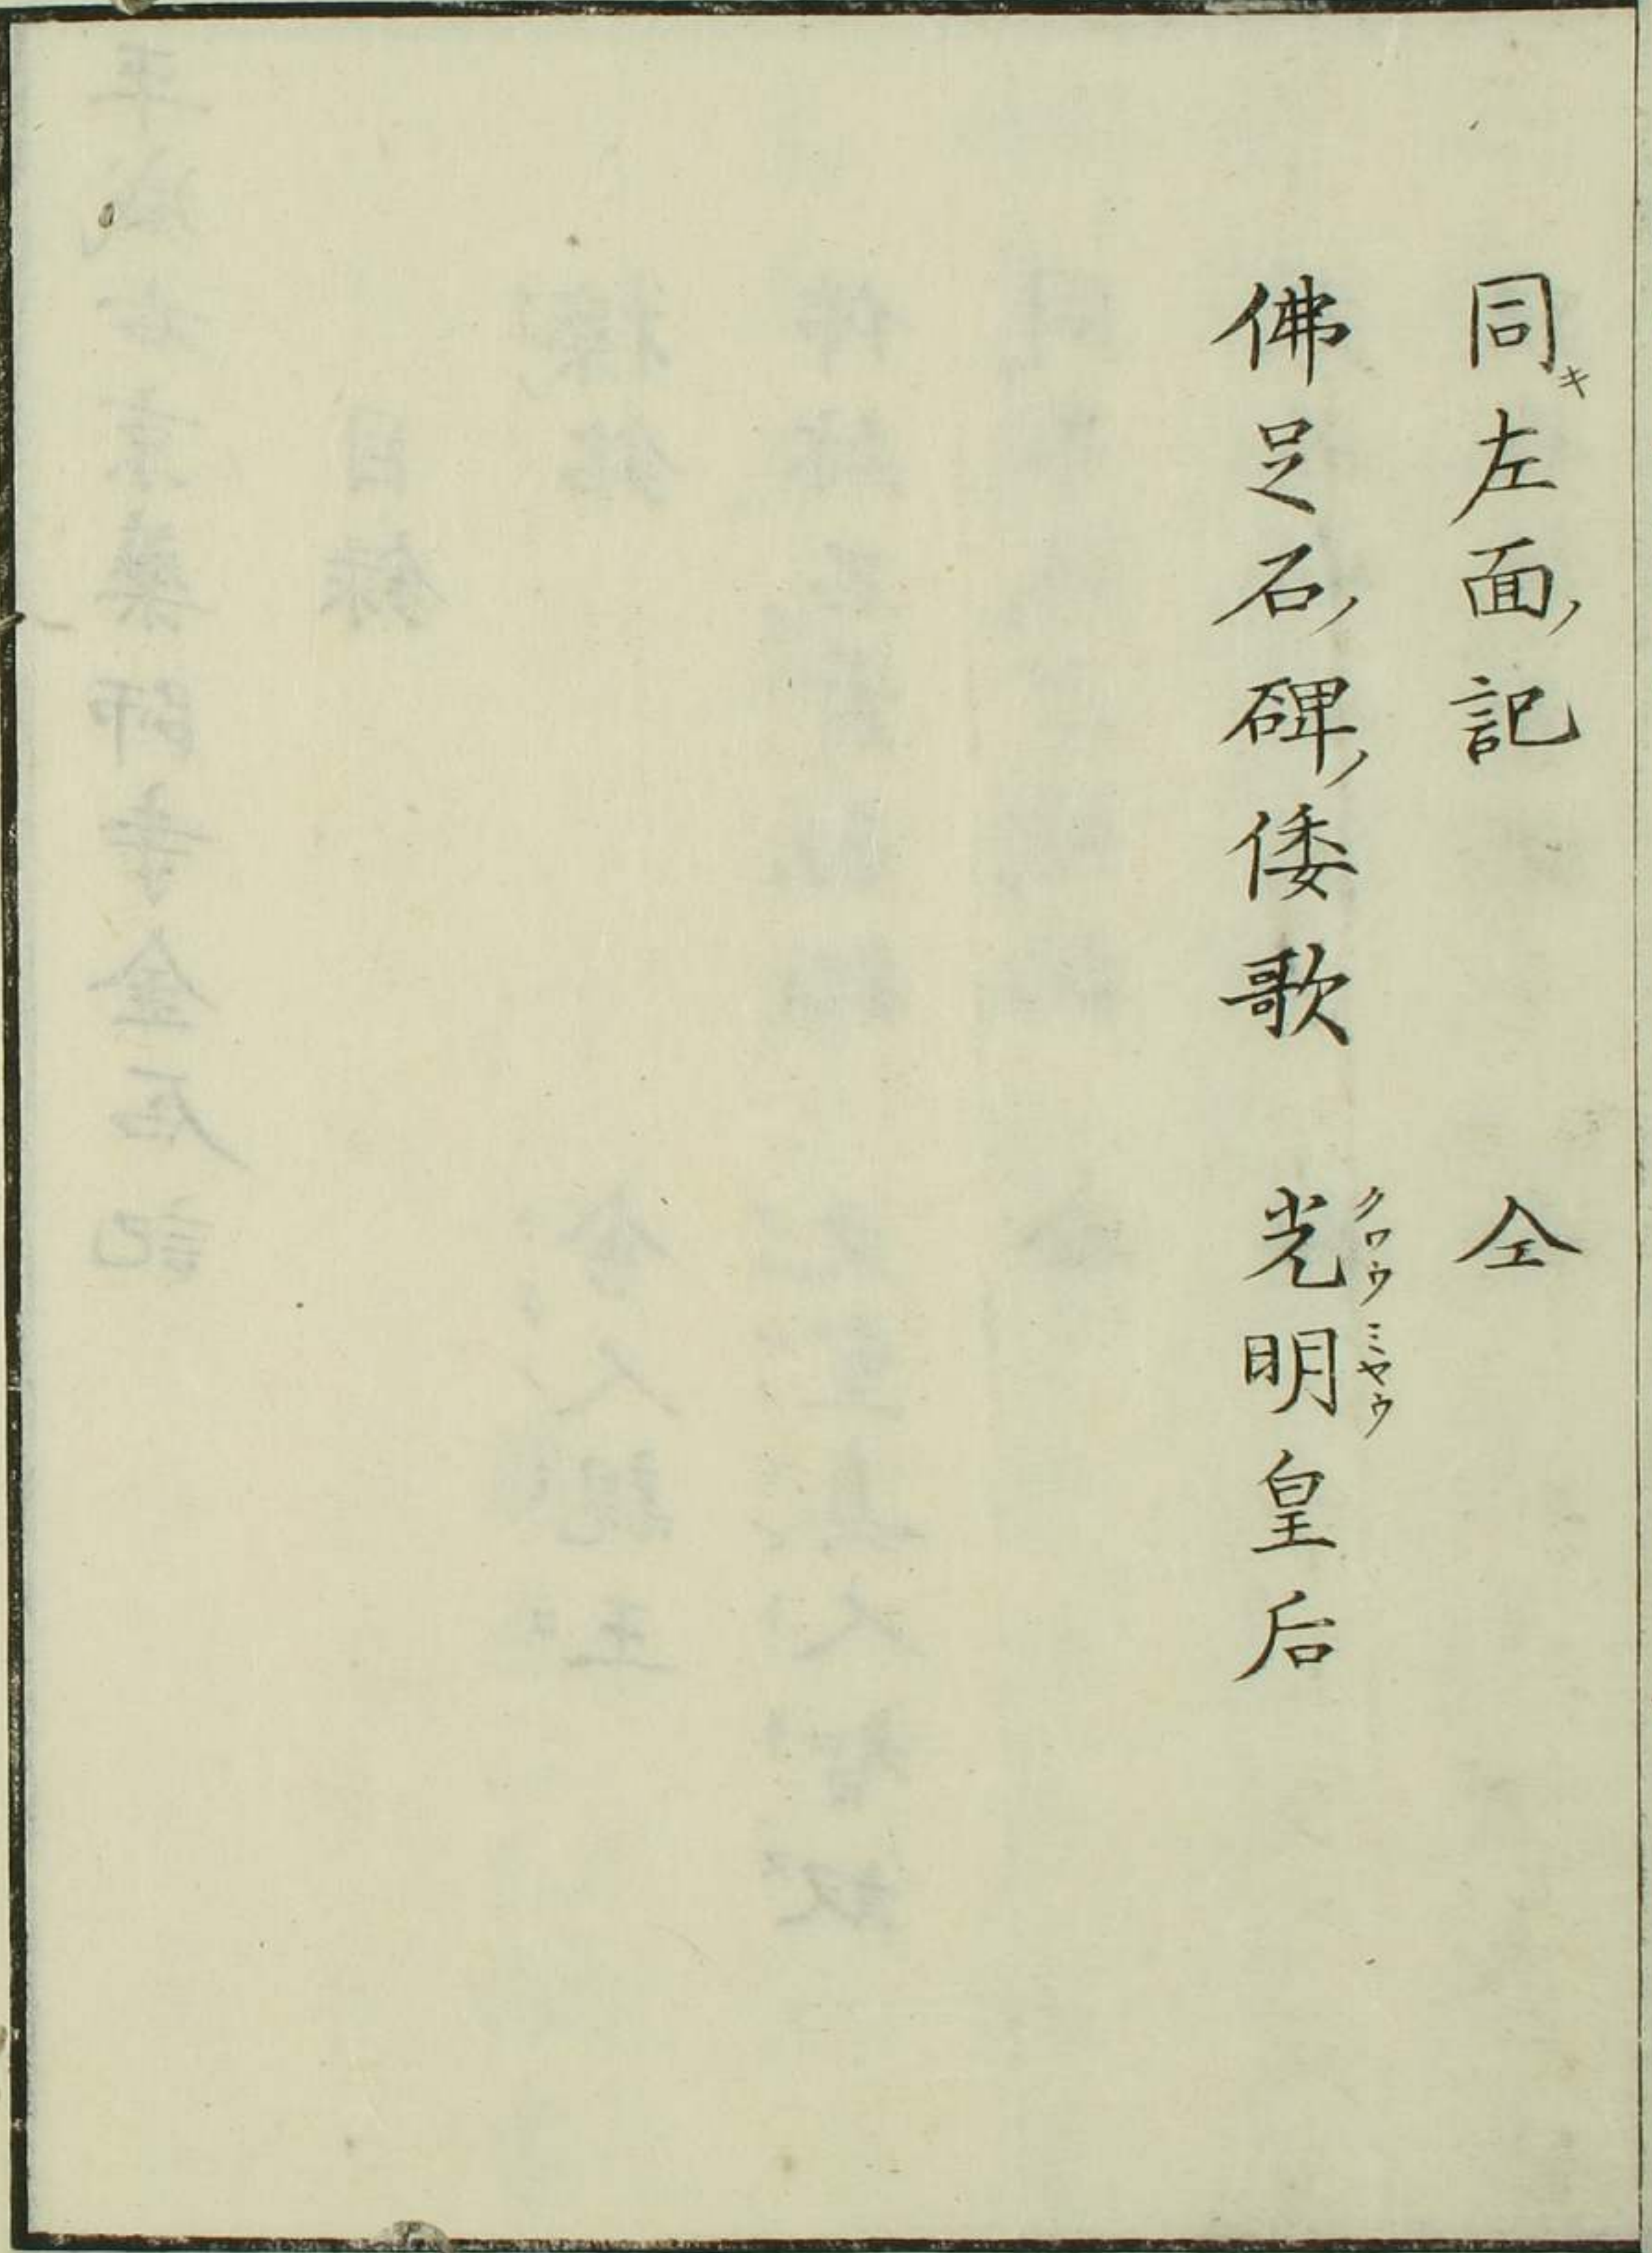 同キ左面ノ記 仝
佛足石ノ碑ノ倭歌 光明皇后
クロウミヤウ